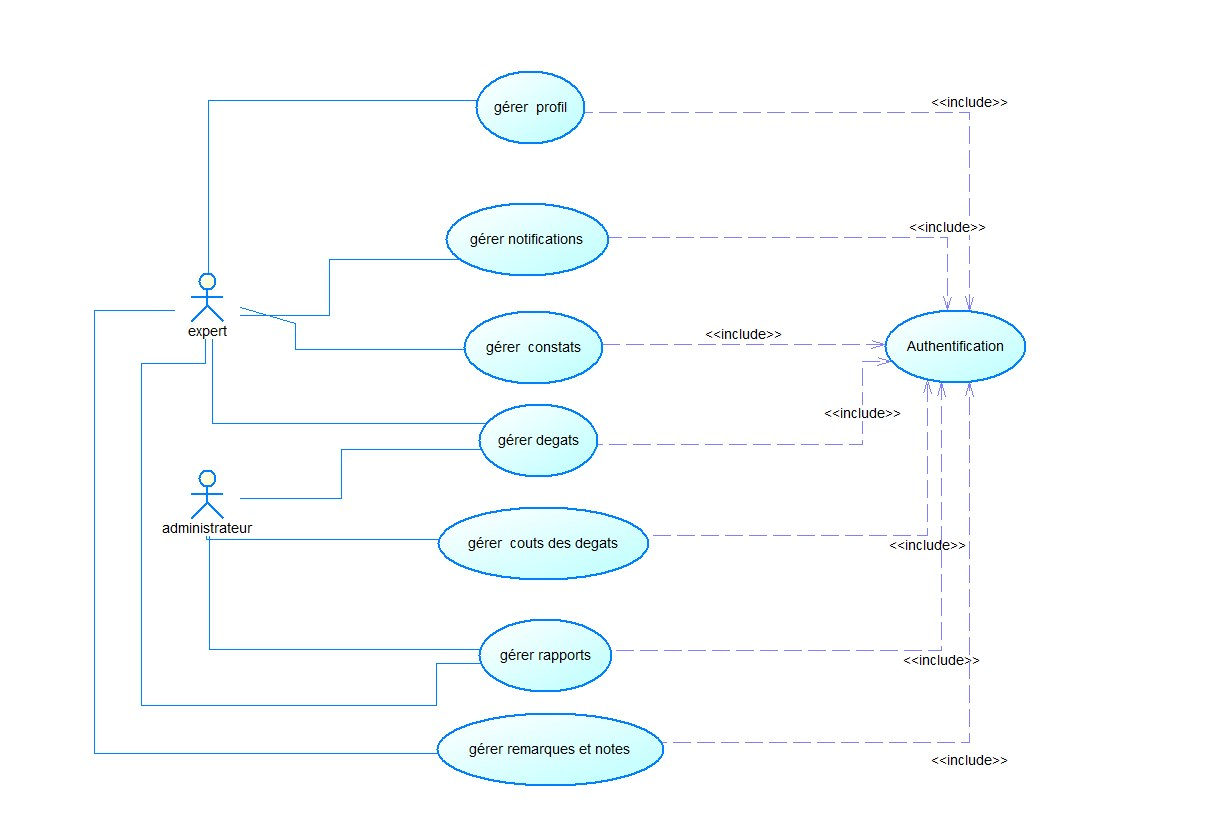 gérer  profil
<<include>>
gérer notifications
<<include>>
expert
gérer  constats
<<include>>
Authentification
<<include>>
gérer degats
administrateur
gérer  couts des degats
<<include>>
gérer rapports
<<include>>
gérer remarques et notes
<<include>>